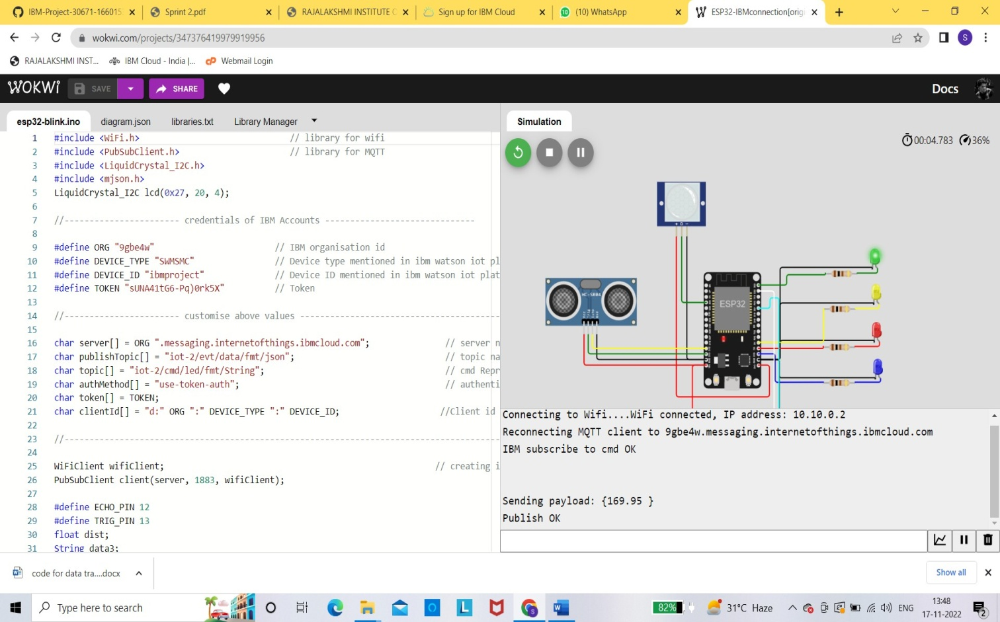 IBM-Project-30671-166015
Sprint 2.pdf
RAJALAKSHMI INSTITUTE
Sign up for IBM Cloud
(10) WhatsApp
ESP32-IBMconnection[orig
wokwi.com/projects/347376419979919956
S
RAJALAKSHMI INST...
IBM Cloud - India |...
Webmail Login
WOKWi
SAVE
SHARE
Docs
esp32-blink.ino
diagram.json
libraries.txt
Library Manager
Simulation
00:04.783
36%
1 #include <WiFi.h> // library for wifi
2 #include <PubSubClient.h> // library for MQTT
3 #include <LiquidCrystal_I2C.h>
4 #include <mjson.h>
5 LiquidCrystal_I2C lcd(0x27, 20, 4);
6
7 //----------------------- credentials of IBM Accounts ------------------------------
8
9 #define ORG "9gbe4w" // IBM organisation id
10 #define DEVICE_TYPE "SWMSMC" // Device type mentioned in ibm watson iot pl
11 #define DEVICE_ID "ibmproject" // Device ID mentioned in ibm watson iot plat
12 #define TOKEN "sUNA41tG6-Pq)0rk5X" // Token
13
14 //----------------------- customise above values -----------------------------------------
15
16 char server[] = ORG ".messaging.internetofthings.ibmcloud.com"; // server n
17 char publishTopic[] = "iot-2/evt/data/fmt/json"; // topic na
18 char topic[] = "iot-2/cmd/led/fmt/String"; // cmd Repr
19 char authMethod[] = "use-token-auth"; // authenti
20 char token[] = TOKEN;
21 char clientId[] = "d:" ORG ":" DEVICE_TYPE ":" DEVICE_ID; //Client id
22
23 //----------------------------------------------------------------------------------------
24
25 WiFiClient wifiClient; // creating i
26 PubSubClient client(server, 1883, wifiClient);
27
28 #define ECHO_PIN 12
29 #define TRIG_PIN 13
30 float dist;
31 String data3;
HC-SR04
ESP32
Connecting to Wifi....WiFi connected, IP address: 10.10.0.2
Reconnecting MQTT client to 9gbe4w.messaging.internetofthings.ibmcloud.com
IBM subscribe to cmd OK
Sending payload: {169.95 }
Publish OK
code for data tra....docx
Show all
Type here to search
82%
31°C Haze
ENG
13:48
17-11-2022
2